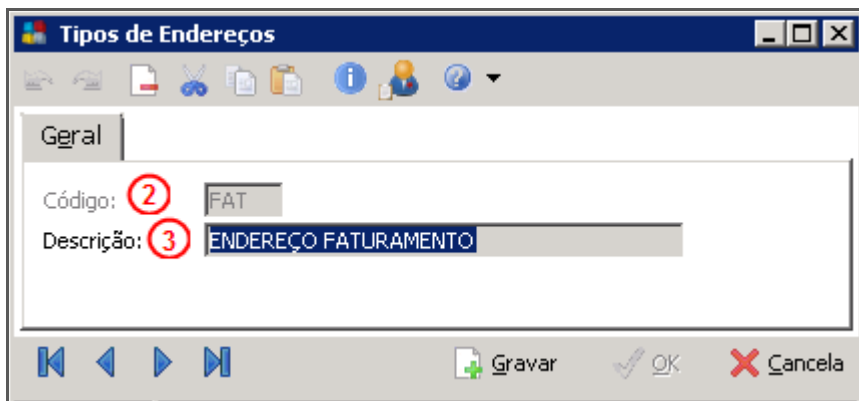 Tipos de Endereços
Geral
Código: 2 FAT
Descrição: 3 ENDEREÇO FATURAMENTO
Gravar OK Cancela